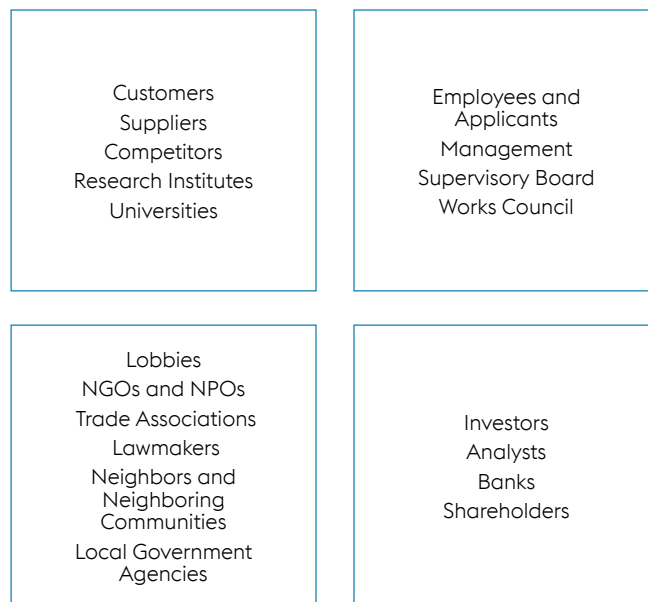 Customers
Suppliers
Competitors
Research Institutes
Universities
Employees and
Applicants
Management
Supervisory Board
Works Council
Lobbies
NGOs and NPOs
Trade Associations
Lawmakers
Neighbors and
Neighboring
Communities
Local Government
Agencies
Investors
Analysts
Banks
Shareholders